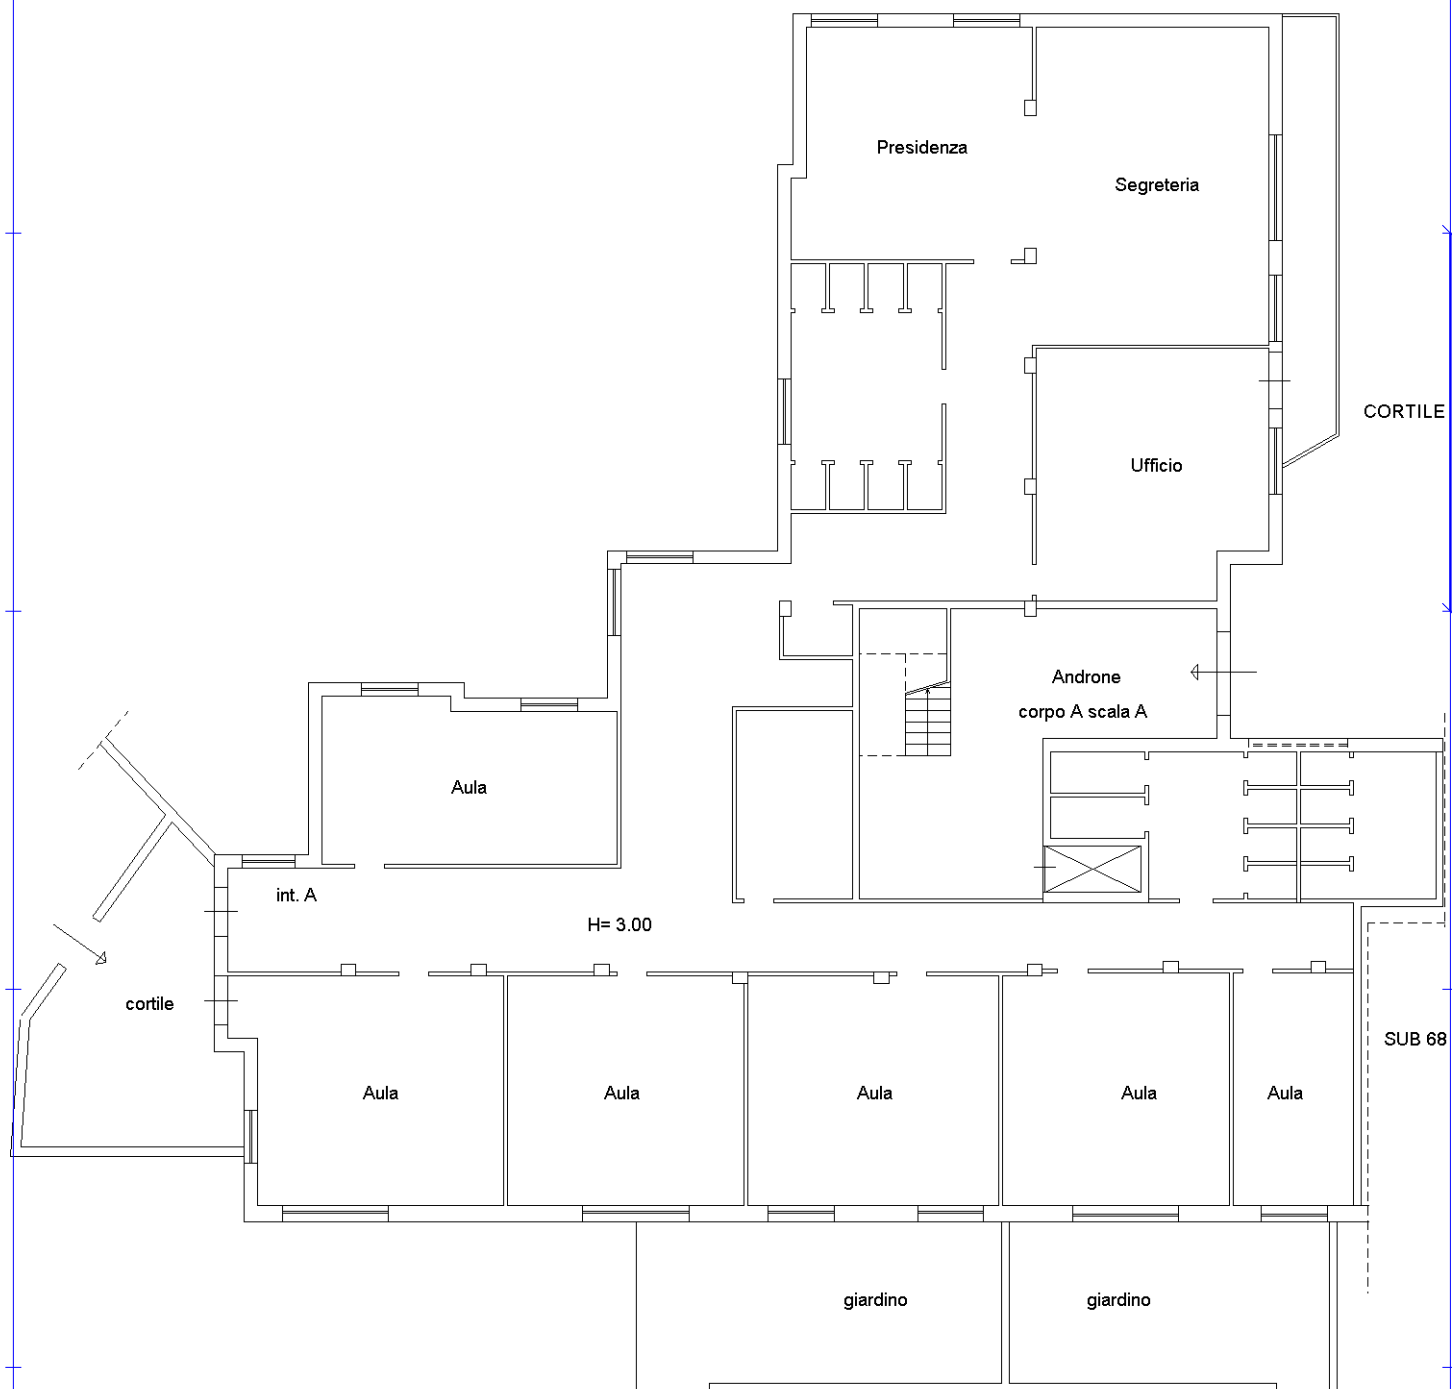 Presidenza
Segreteria
CORTILE
Ufficio
Androne
corpo A scala A
Aula
int. A
H= 3.00
cortile
SUB 68
Aula
Aula
Aula
Aula
Aula
giardino
giardino